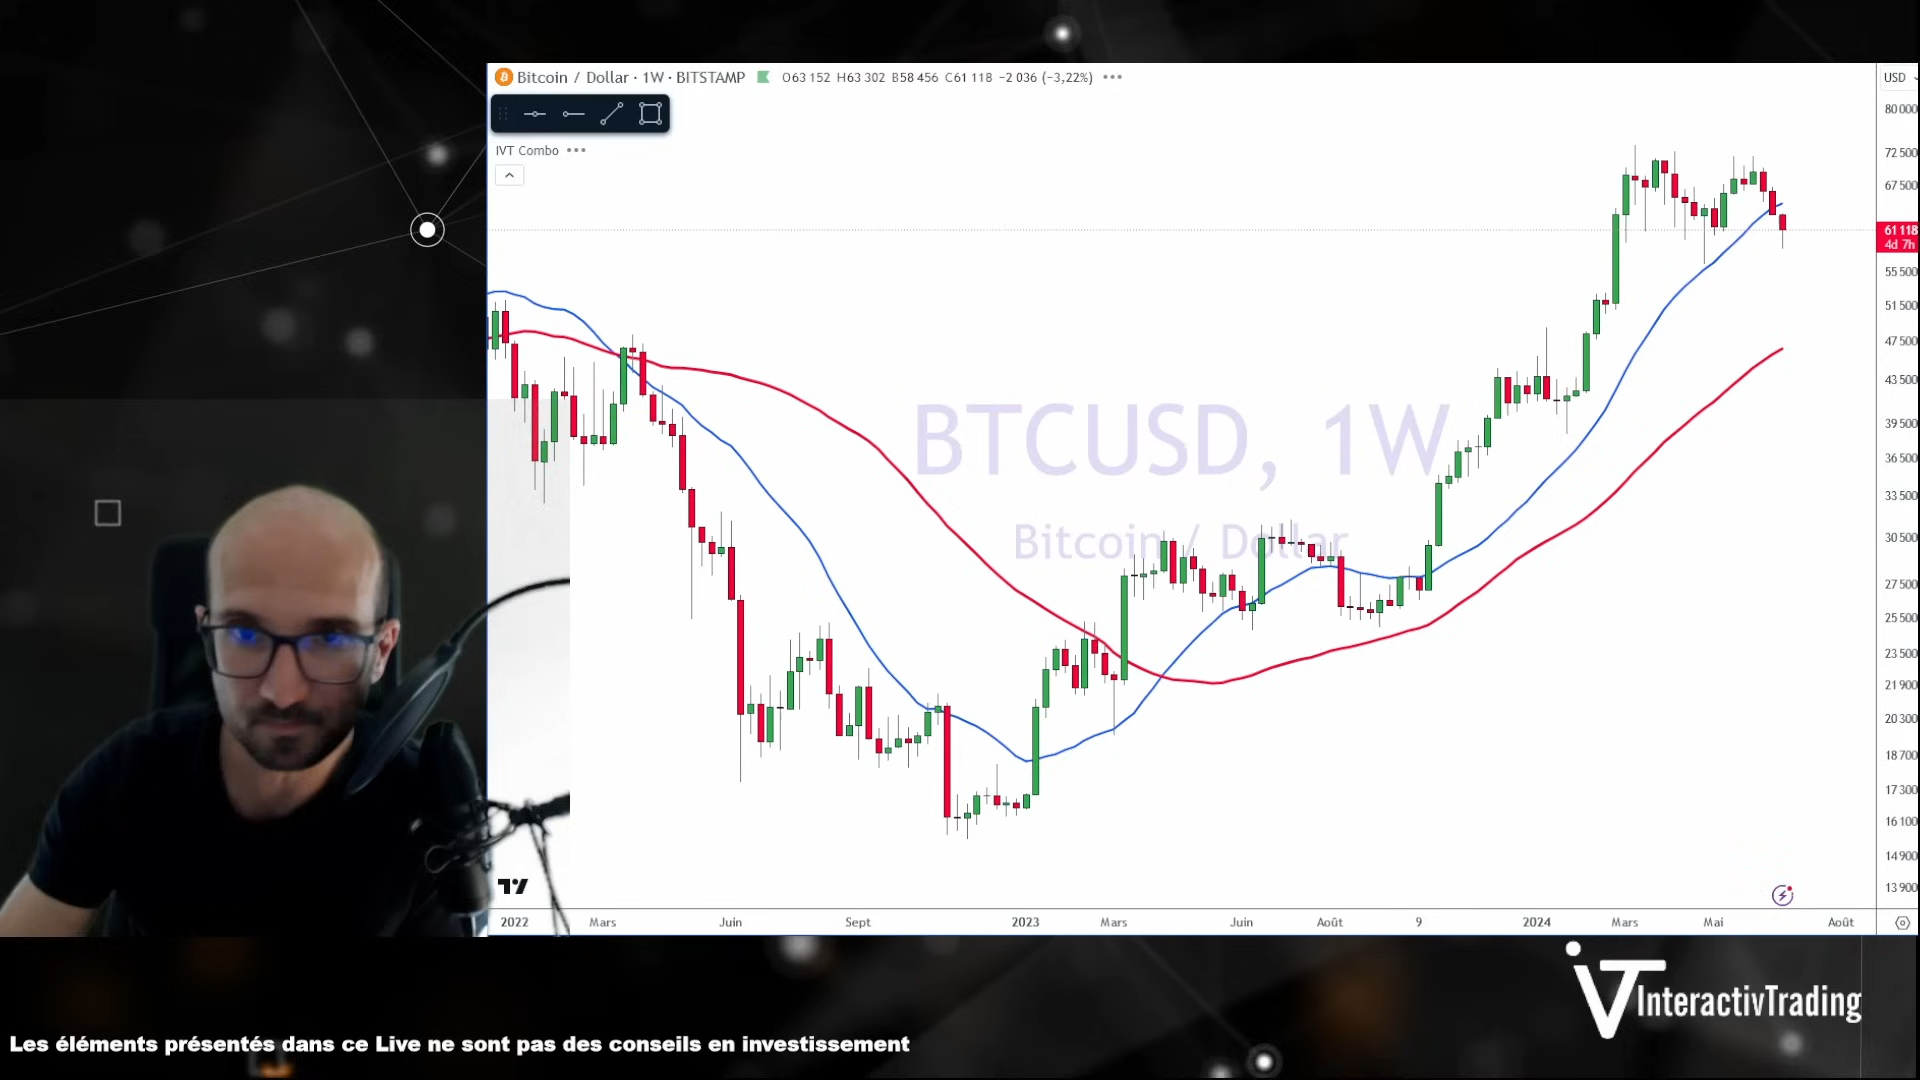 Bitcoin / Dollar · 1W · BITSTAMP O63 152 H63 302 B58 456 C61 118 −2 036 (−3,22%)
USD
IVT Combo
80 000
72 500
67 500
61 118
4d 7h
55 500
51 500
47 500
43 500
39 500
36 500
33 500
30 500
27 500
25 500
23 500
21 900
20 300
18 700
17 300
16 100
14 900
13 900
BTCUSD, 1W
Bitcoin / Dollar
2022 Mars Juin Sept 2023 Mars Juin Août 9 2024 Mars Mai Août
iVT InteractivTrading
Les éléments présentés dans ce Live ne sont pas des conseils en investissement